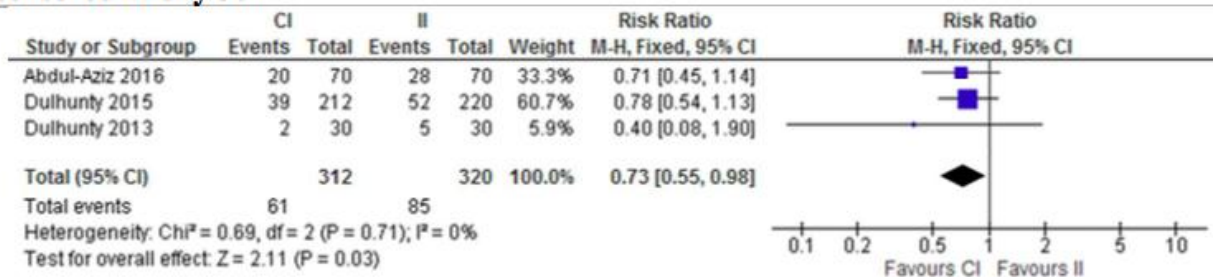 CI II Risk Ratio Risk Ratio
Study or Subgroup Events Total Events Total Weight M-H, Fixed, 95% CI M-H, Fixed, 95% CI
Abdul-Aziz 2016 20 70 28 70 33.3% 0.71 [0.45, 1.14]
Dulhunty 2015 39 212 52 220 60.7% 0.78 [0.54, 1.13]
Dulhunty 2013 2 30 5 30 5.9% 0.40 [0.08, 1.90]
Total (95% CI) 312 320 100.0% 0.73 [0.55, 0.98]
Total events 61 85
Heterogeneity: Chi² = 0.69, df = 2 (P = 0.71); I² = 0%
Test for overall effect: Z = 2.11 (P = 0.03)
0.1 0.2 0.5 1 2 5 10
Favours CI Favours II